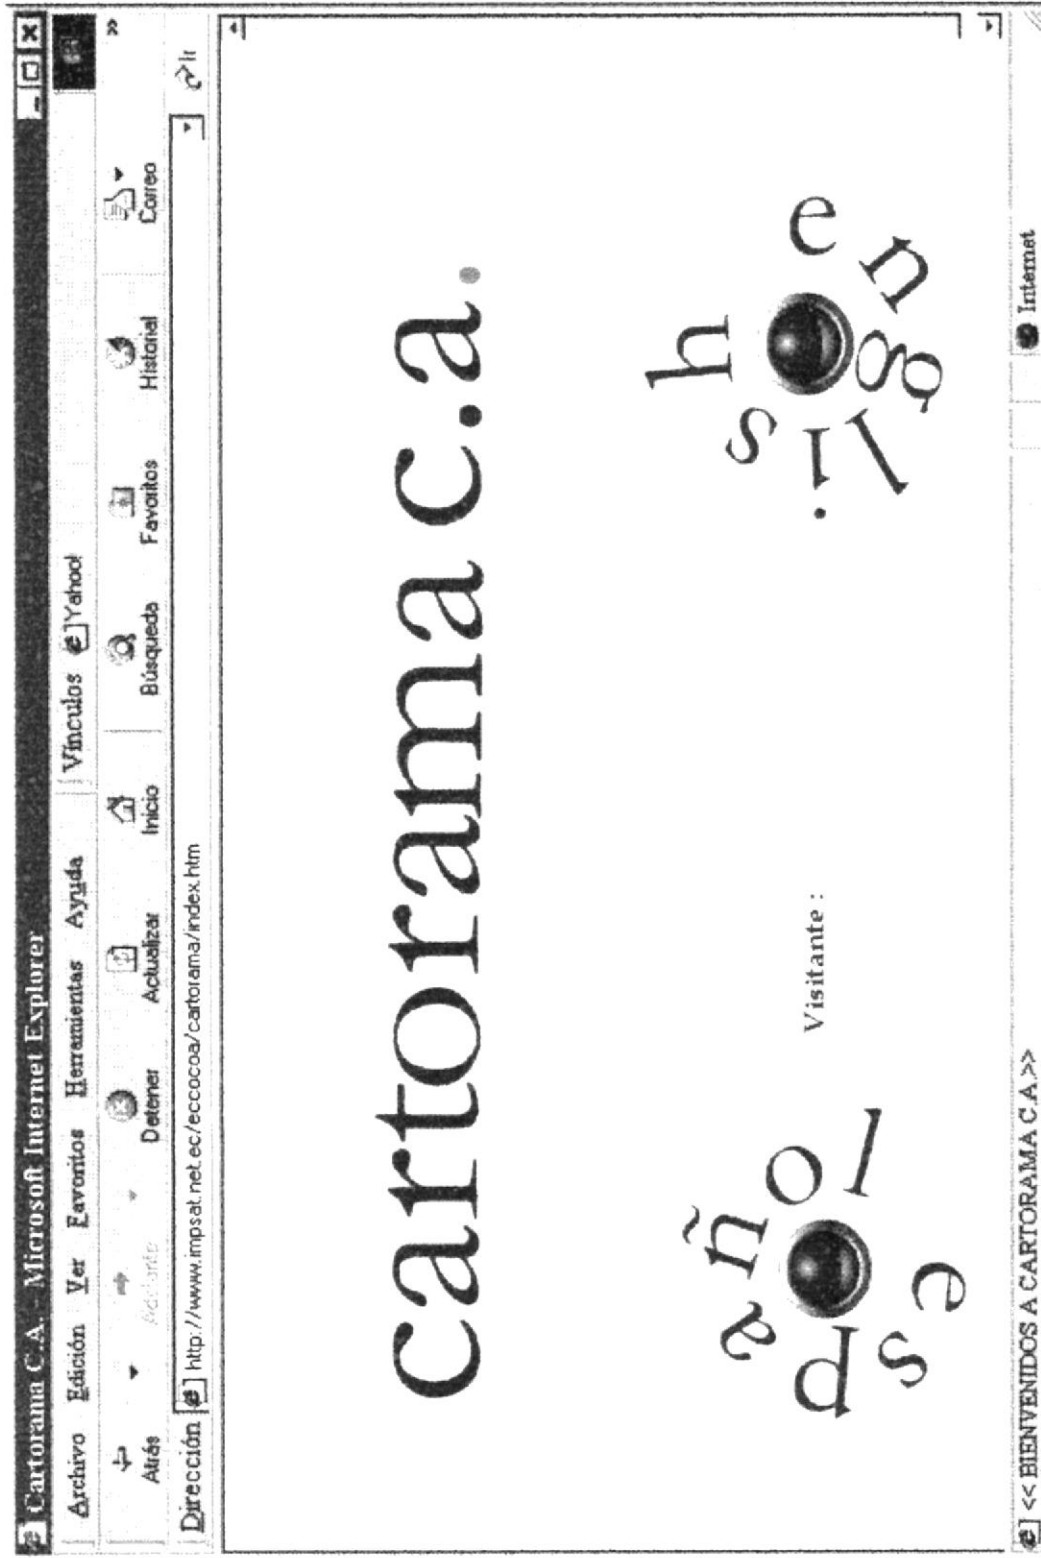 Cartorama C.A. - Microsoft Internet Explorer
Archivo Edición Ver Favoritos Herramientas Ayuda Vínculos Yahoo!
Atrás Adelante Detener Actualizar Inicio Búsqueda Favoritos Historial Correo »
Dirección http://www.impsat.net.ec/eccocoa/cartorama/index.htm Ir
cartorama c.a.
español Visitante : english
<< BIENVENIDOS A CARTORAMA C.A.>> Internet